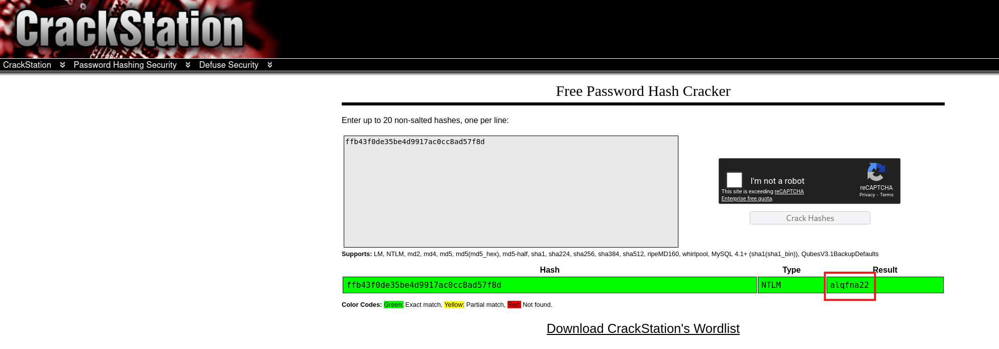 CrackStation
CrackStation Password Hashing Security Defuse Security
Free Password Hash Cracker
Enter up to 20 non-salted hashes, one per line:
ffb43f0de35be4d9917ac0cc8ad57f8d
I'm not a robot
This site is exceeding reCAPTCHA
Enterprise free quota.
reCAPTCHA
Privacy - Terms
Crack Hashes
Supports: LM, NTLM, md2, md4, md5, md5(md5_hex), md5-half, sha1, sha224, sha256, sha384, sha512, ripeMD160, whirlpool, MySQL 4.1+ (sha1(sha1_bin)), QubesV3.1BackupDefaults
Hash Type Result
ffb43f0de35be4d9917ac0cc8ad57f8d NTLM alqfna22
Color Codes: Green: Exact match, Yellow: Partial match, Red: Not found.
Download CrackStation's Wordlist